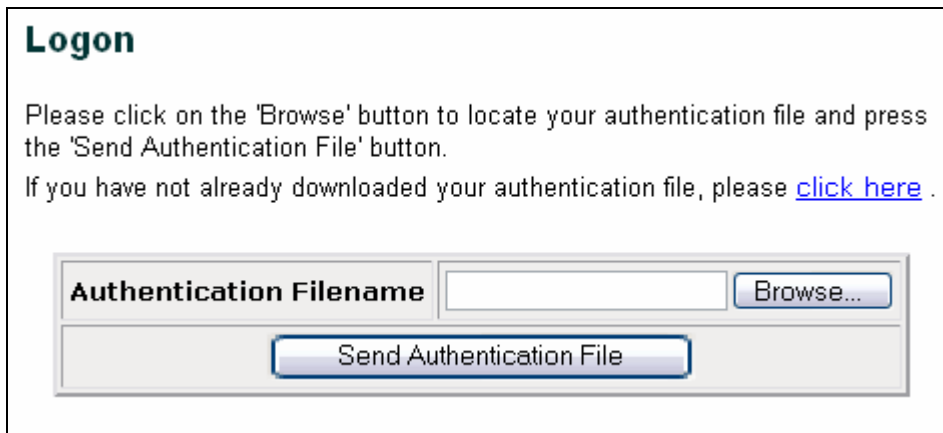 Logon
Please click on the 'Browse' button to locate your authentication file and press
the 'Send Authentication File' button.
If you have not already downloaded your authentication file, please click here .
Authentication Filename Browse...
Send Authentication File